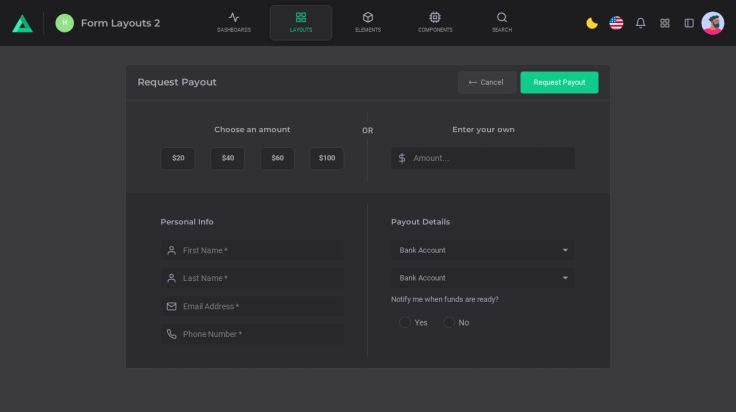 H Form Layouts 2
DASHBOARDS LAYOUTS ELEMENTS COMPONENTS SEARCH
Request Payout
Cancel Request Payout
Choose an amount
OR
Enter your own
$20 $40 $60 $100
$ Amount...
Personal Info
First Name *
Last Name *
Email Address *
Phone Number *
Payout Details
Bank Account
Bank Account
Notify me when funds are ready?
Yes No